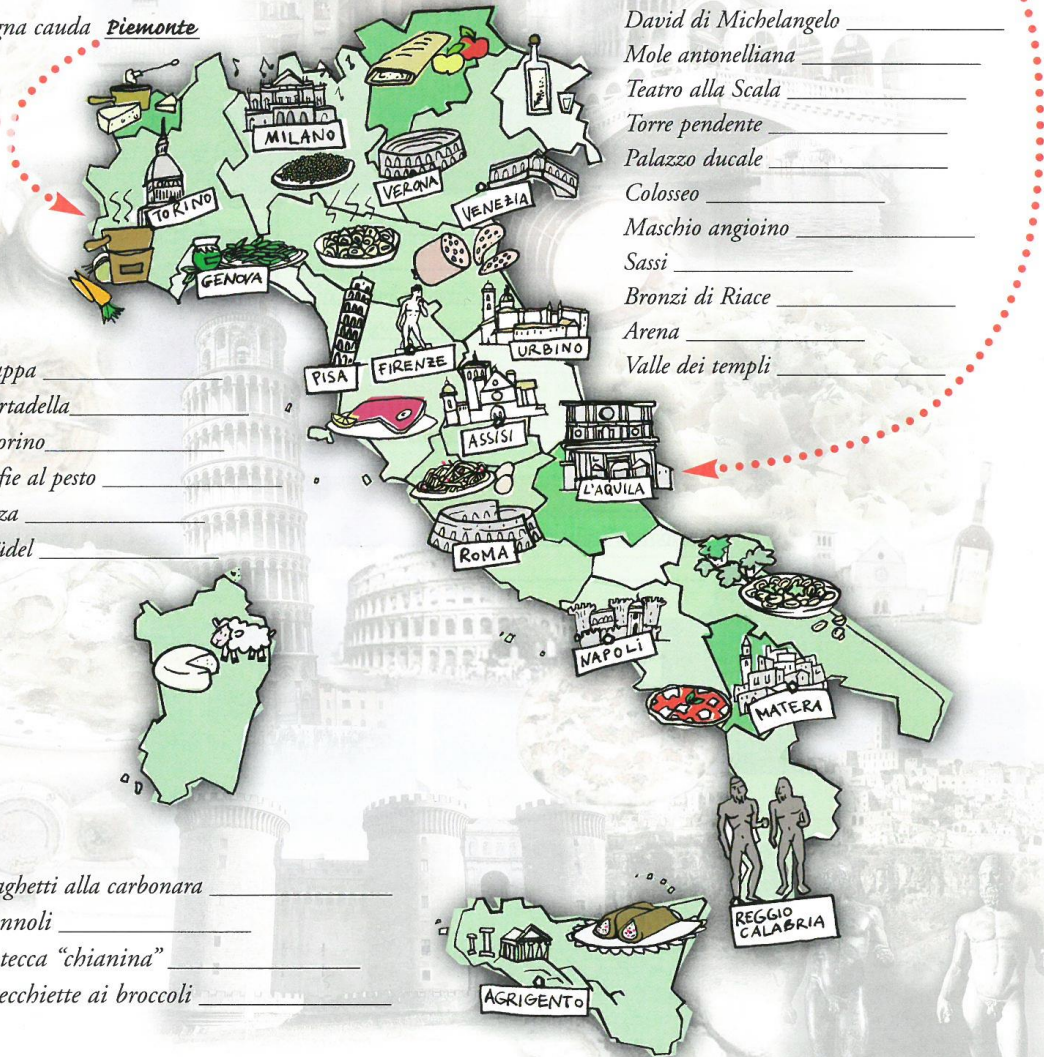 gna cauda Piemonte
David di Michelangelo
Mole antonelliana
Teatro alla Scala
Torre pendente
Palazzo ducale
Colosseo
Maschio angioino
Sassi
Bronzi di Riace
Arena
Valle dei templi
MILANO
VERONA
VENEZIA
TORINO
GENOVA
PISA
FIRENZE
URBINO
ASSISI
L'AQUILA
ROMA
NAPOLI
MATERA
REGGIO
CALABRIA
AGRIGENTO
appa
rtadella
orino
fie al pesto
za
üdel
aghetti alla carbonara
nnoli
tecca "chianina"
ecchiette ai broccoli